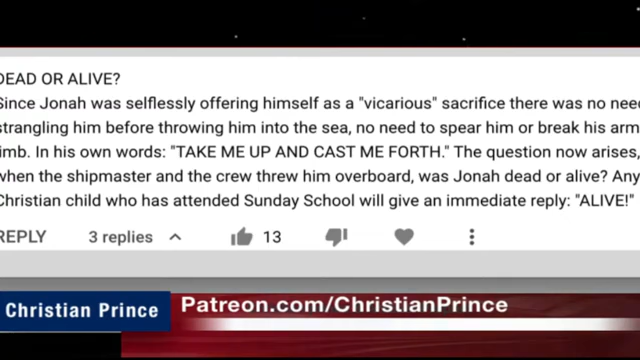 DEAD OR ALIVE?
Since Jonah was selflessly offering himself as a "vicarious" sacrifice there was no need
strangling him before throwing him into the sea, no need to spear him or break his arm
limb. In his own words: "TAKE ME UP AND CAST ME FORTH." The question now arises,
when the shipmaster and the crew threw him overboard, was Jonah dead or alive? Any
Christian child who has attended Sunday School will give an immediate reply: "ALIVE!"
REPLY 3 replies 13
Christian Prince
Patreon.com/ChristianPrince